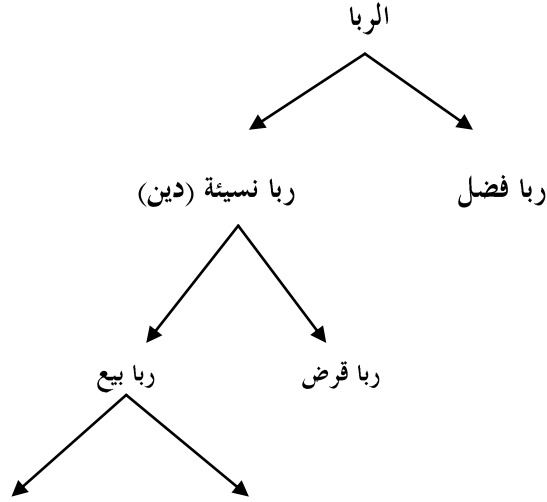 الربا
ربا فضل
ربا نسيئة (دين)
ربا قرض
ربا بيع